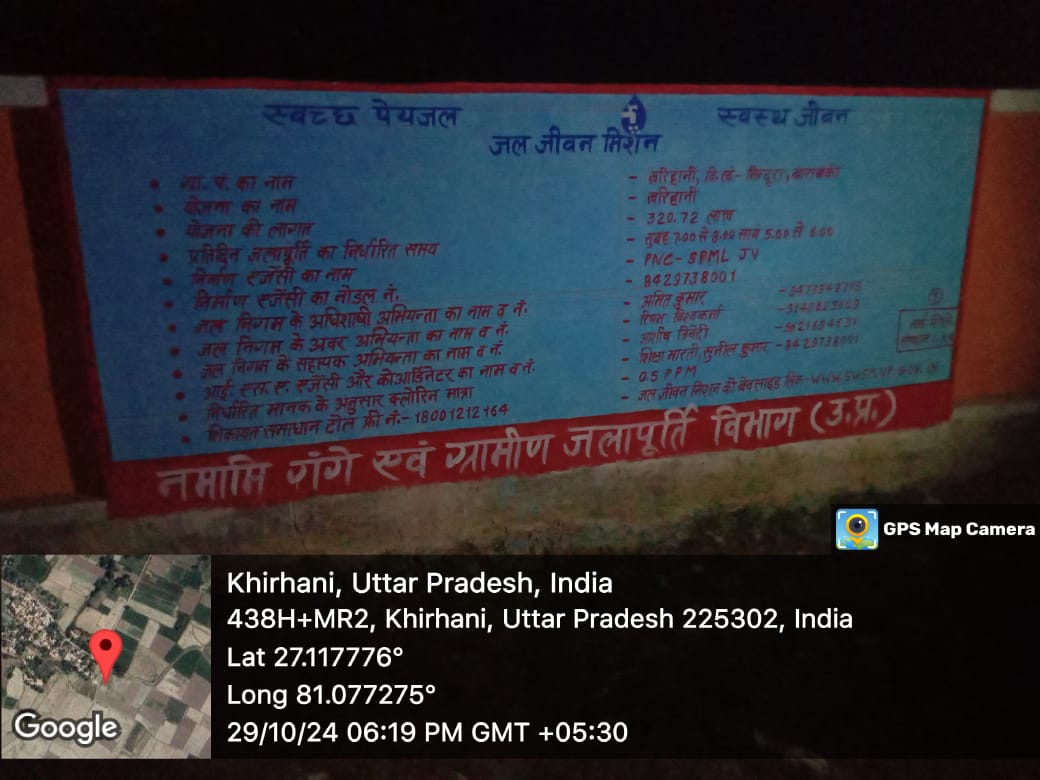 स्वच्छ पेयजल
स्वस्थ जीवन
जल जीवन मिशन
ग्रा. पं. का नाम - खरिहानी, वि.खं.- सिन्दूरा, बाराबंकी
योजना का नाम - खरिहानी
योजना की लागत - 320.72 लाख
प्रतिदिन जलापूर्ति का निर्धारित समय - सुबह 7.00 से 8.00 सायं 5.00 से 6.00
निर्माण एजेंसी का नाम - PNC- SPML JV
निर्माण एजेंसी का नोडल नं. - 8429738001
जल निगम के अधिशाषी अभियन्ता का नाम व नं. - अमित कुमार
जल निगम के अवर अभियन्ता का नाम व नं. - रिषभ विश्वकर्मा
जल निगम के सहायक अभियन्ता का नाम व नं. - आशीष त्रिवेदी
आई. एस. ए. एजेंसी और कोआर्डिनेटर का नाम व नं. - शिक्षा भारती, सुनील कुमार - 8429738001
निर्धारित मानक के अनुसार क्लोरिन मात्रा - 0.5 PPM
शिकायत समाधान टोल फ्री नं.- 18001212164 - जल जीवन मिशन की वेबसाइड लिंक- WWW.SWSM.UP.GOV.IN
नमामि गंगे एवं ग्रामीण जलापूर्ति विभाग (उ.प्र.)
GPS Map Camera
Khirhani, Uttar Pradesh, India
438H+MR2, Khirhani, Uttar Pradesh 225302, India
Lat 27.117776°
Long 81.077275°
29/10/24 06:19 PM GMT +05:30
Google